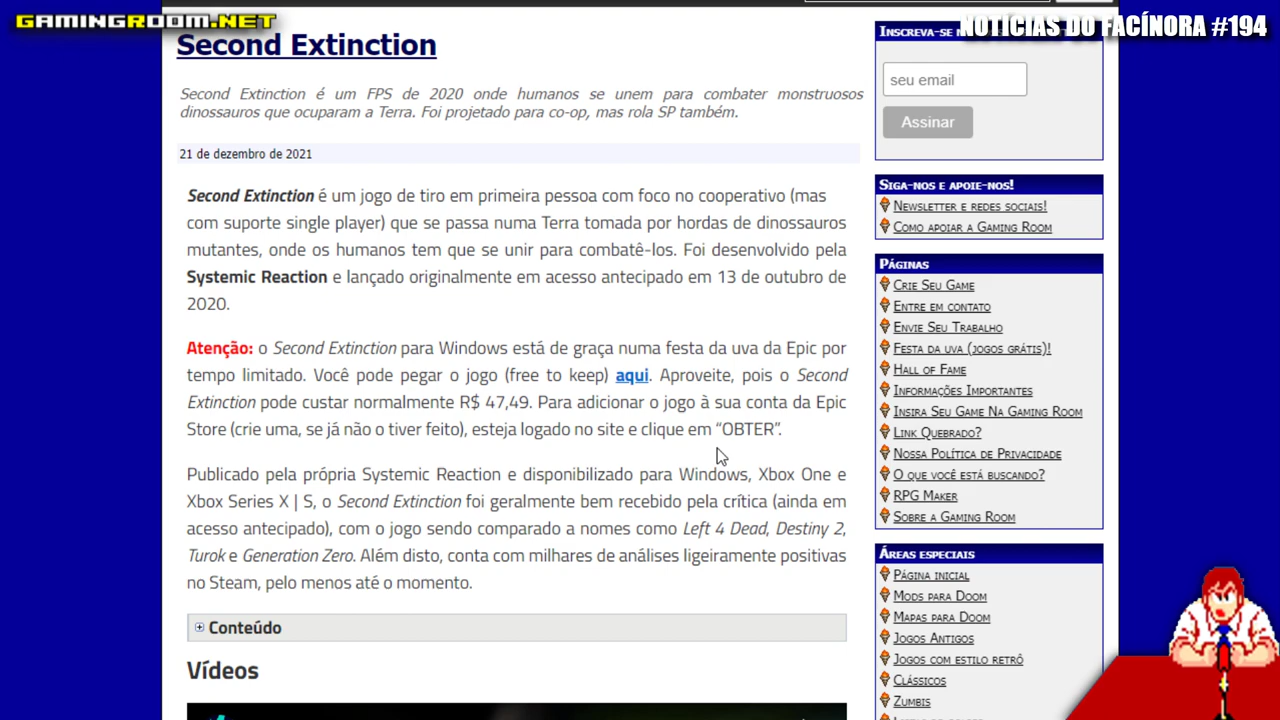 GAMINGROOM.NET
NOTÍCIAS DO FACÍNORA #194
Second Extinction
Second Extinction é um FPS de 2020 onde humanos se unem para combater monstruosos
dinossauros que ocuparam a Terra. Foi projetado para co-op, mas rola SP também.
21 de dezembro de 2021
Second Extinction é um jogo de tiro em primeira pessoa com foco no cooperativo (mas
com suporte single player) que se passa numa Terra tomada por hordas de dinossauros
mutantes, onde os humanos tem que se unir para combatê-los. Foi desenvolvido pela
Systemic Reaction e lançado originalmente em acesso antecipado em 13 de outubro de
2020.
Atenção: o Second Extinction para Windows está de graça numa festa da uva da Epic por
tempo limitado. Você pode pegar o jogo (free to keep) aqui. Aproveite, pois o Second
Extinction pode custar normalmente R$ 47,49. Para adicionar o jogo à sua conta da Epic
Store (crie uma, se já não o tiver feito), esteja logado no site e clique em “OBTER”.
Publicado pela própria Systemic Reaction e disponibilizado para Windows, Xbox One e
Xbox Series X | S, o Second Extinction foi geralmente bem recebido pela crítica (ainda em
acesso antecipado), com o jogo sendo comparado a nomes como Left 4 Dead, Destiny 2,
Turok e Generation Zero. Além disto, conta com milhares de análises ligeiramente positivas
no Steam, pelo menos até o momento.
Conteúdo
Vídeos
Inscreva-se
seu email
Assinar
Siga-nos e apoie-nos!
Newsletter e redes sociais!
Como apoiar a Gaming Room
Páginas
Crie Seu Game
Entre em contato
Envie Seu Trabalho
Festa da uva (jogos grátis)!
Hall of Fame
Informações Importantes
Insira Seu Game Na Gaming Room
Link Quebrado?
Nossa Política de Privacidade
O que você está buscando?
RPG Maker
Sobre a Gaming Room
Áreas especiais
Página inicial
Mods para Doom
Mapas para Doom
Jogos Antigos
Jogos com estilo retrô
Clássicos
Zumbis